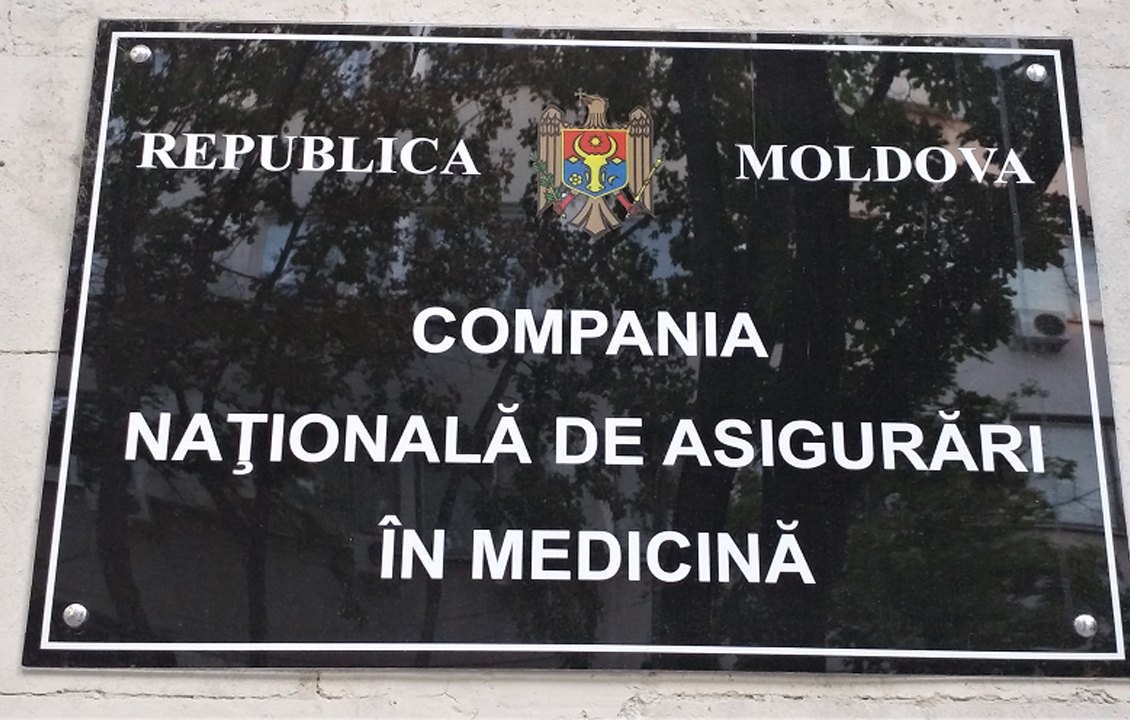 REPUBLICA MOLDOVA
COMPANIA
NAŢIONALĂ DE ASIGURĂRI
ÎN MEDICINĂ